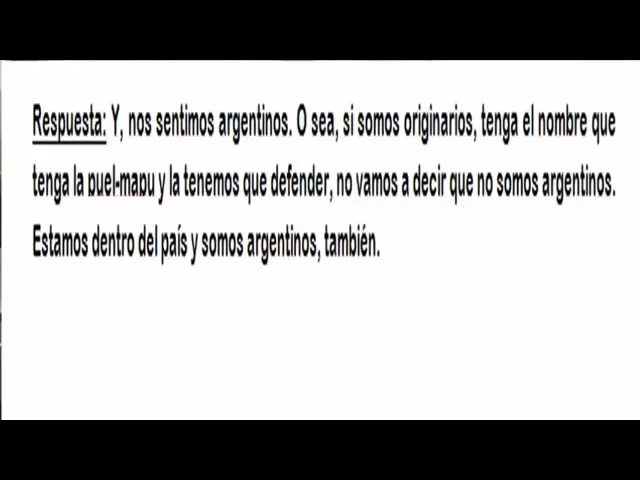 Respuesta: Y, nos sentimos argentinos. O sea, si somos originarios, tenga el nombre que
tenga la puel-mapu y la tenemos que defender, no vamos a decir que no somos argentinos.
Estamos dentro del país y somos argentinos, también.